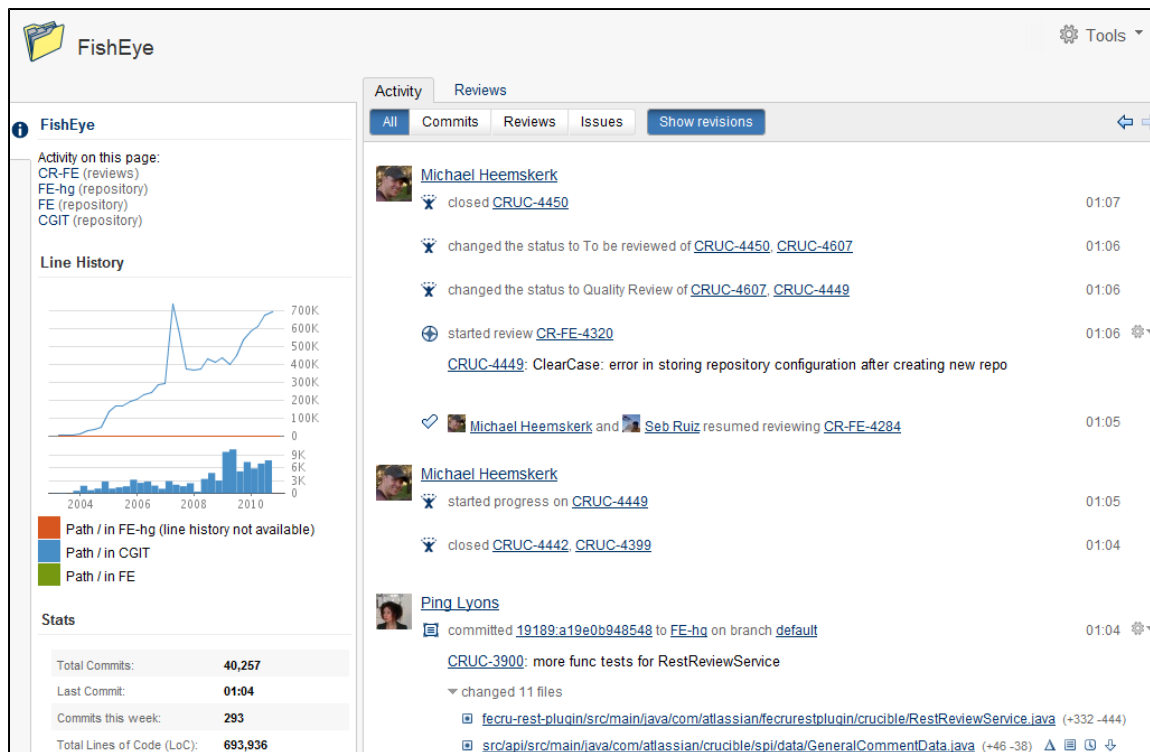 FishEye
Tools
Activity Reviews
All Commits Reviews Issues Show revisions
FishEye
Activity on this page:
CR-FE (reviews)
FE-hg (repository)
FE (repository)
CGIT (repository)
Line History
700K
600K
500K
400K
300K
200K
100K
0
9K
6K
3K
0
2004 2006 2008 2010
Path / in FE-hg (line history not available)
Path / in CGIT
Path / in FE
Stats
Total Commits: 40,257
Last Commit: 01:04
Commits this week: 293
Total Lines of Code (LoC): 693,936
Michael Heemskerk
closed CRUC-4450 01:07
changed the status to To be reviewed of CRUC-4450, CRUC-4607 01:06
changed the status to Quality Review of CRUC-4607, CRUC-4449 01:06
started review CR-FE-4320 01:06
CRUC-4449: ClearCase: error in storing repository configuration after creating new repo
Michael Heemskerk and Seb Ruiz resumed reviewing CR-FE-4284 01:05
Michael Heemskerk
started progress on CRUC-4449 01:05
closed CRUC-4442, CRUC-4399 01:04
Ping Lyons
committed 19189:a19e0b948548 to FE-hg on branch default 01:04
CRUC-3900: more func tests for RestReviewService
changed 11 files
fecru-rest-plugin/src/main/java/com/atlassian/fecrurestplugin/crucible/RestReviewService.java (+332 -444)
src/api/src/main/java/com/atlassian/crucible/spi/data/GeneralCommentData.java (+46 -38)